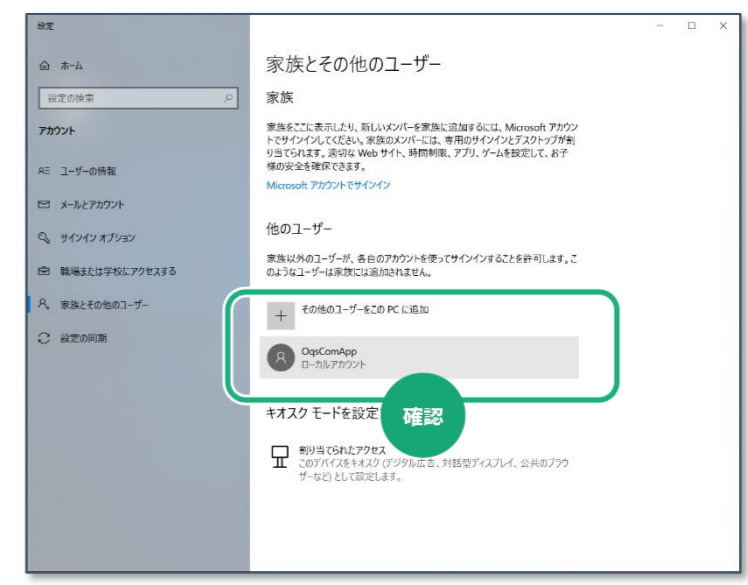 設定
ホーム
設定の検索
アカウント
ユーザーの情報
メールとアカウント
サインイン オプション
職場または学校にアクセスする
家族とその他のユーザー
設定の同期
家族とその他のユーザー
家族
家族をここに表示したり、新しいメンバーを家族に追加するには、Microsoft アカウン
トでサインインしてください。家族のメンバーには、専用のサインインとデスクトップが割
り当てられます。適切な Web サイト、時間制限、アプリ、ゲームを設定して、お子
様の安全を確保できます。
Microsoft アカウントでサインイン
他のユーザー
家族以外のユーザーが、各自のアカウントを使ってサインインすることを許可します。こ
のようなユーザーは家族には追加されません。
その他のユーザーをこの PC に追加
OqsComApp
ローカルアカウント
キオスク モードを設定
確認
割り当てられたアクセス
このデバイスをキオスク (デジタル広告、対話型ディスプレイ、公共のブラウ
ザーなど) として設定します。